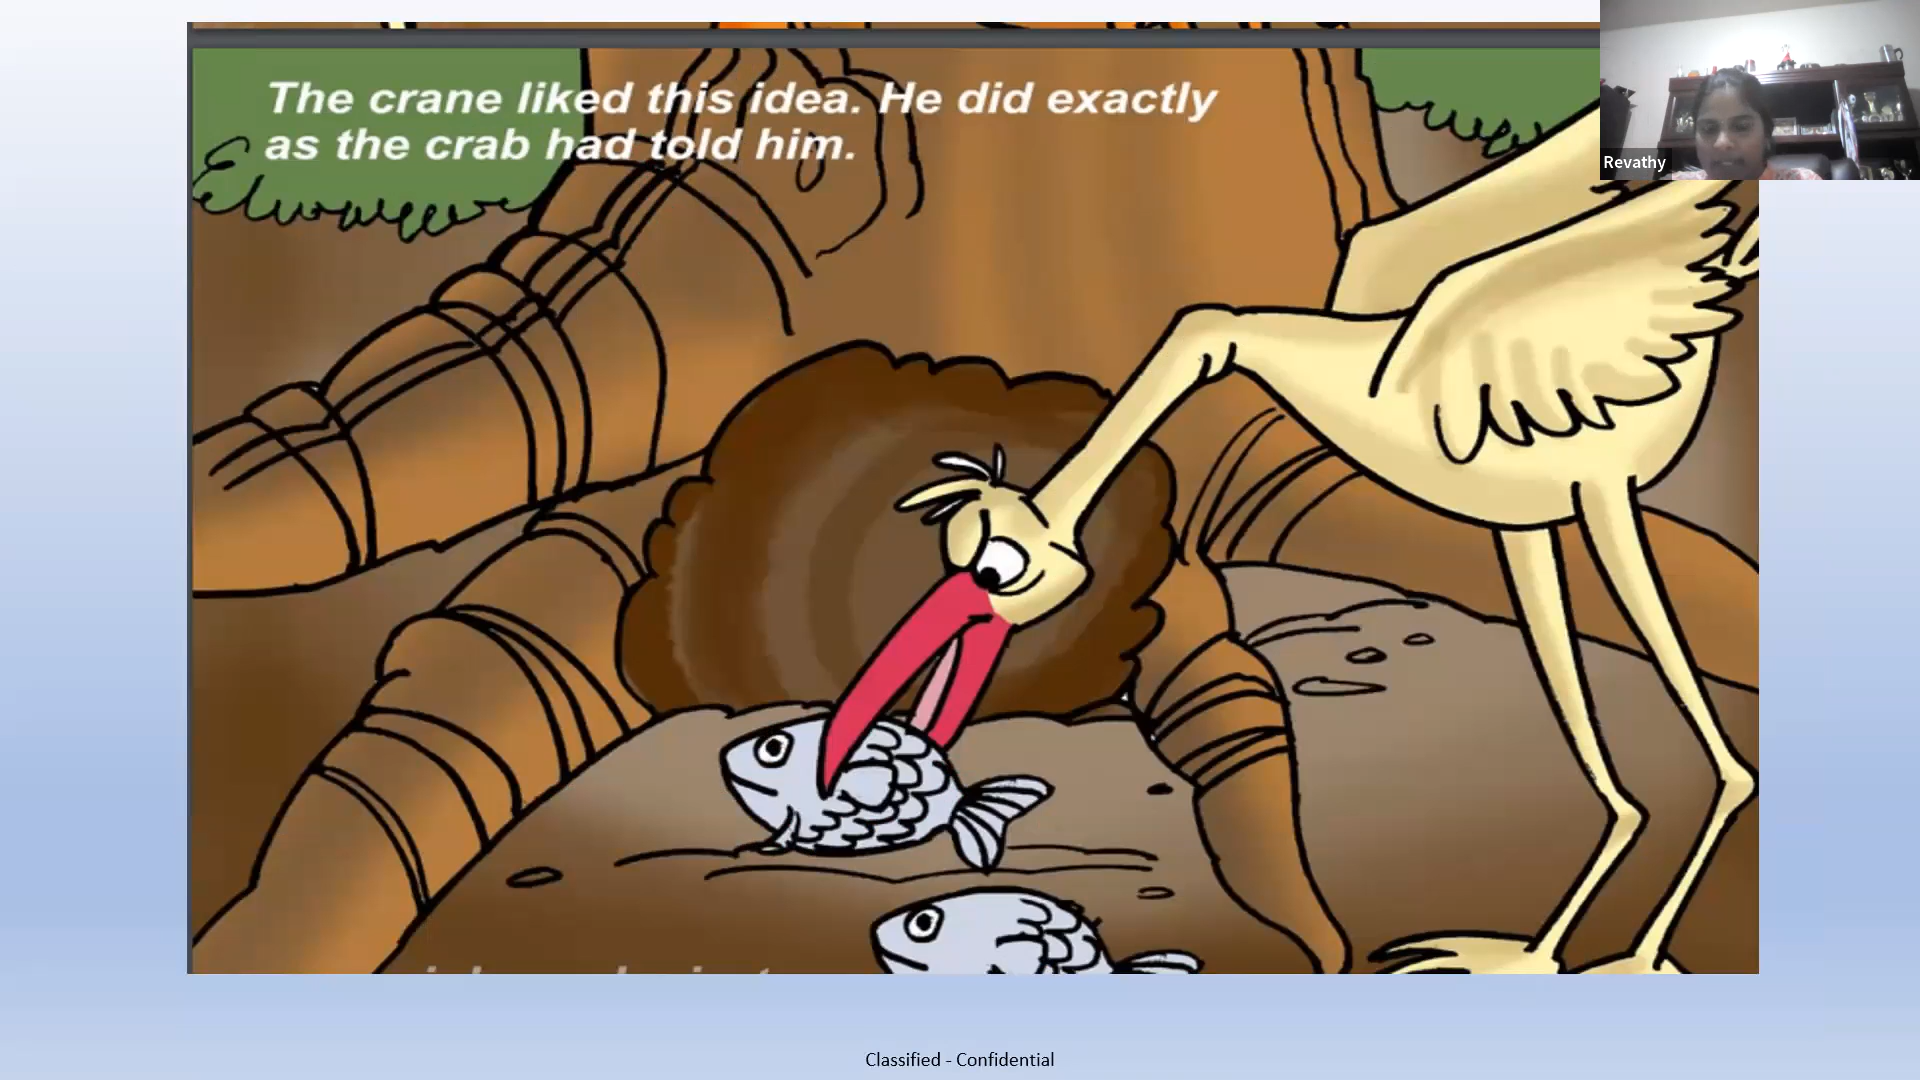 The crane liked this idea. He did exactly
as the crab had told him.
Revathy
Classified - Confidential